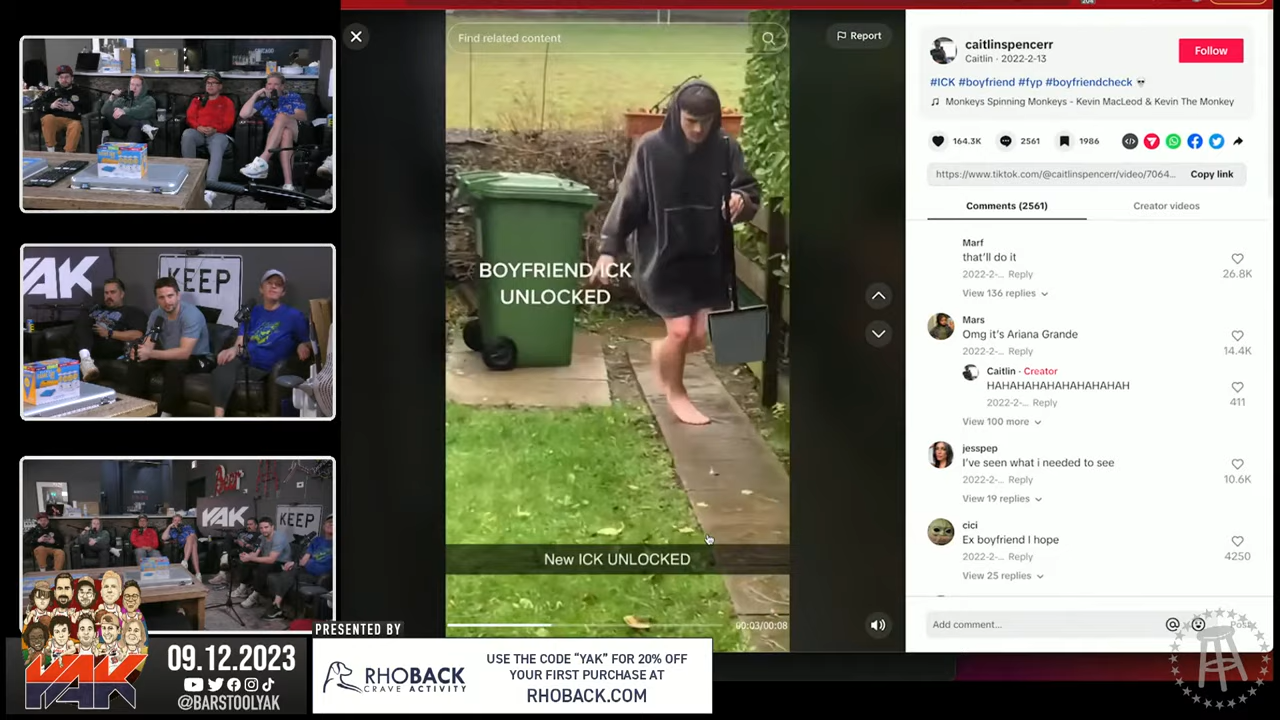 CHICAGO
YAK
KEEP
Beer
YAK
KEEP
YAK
09.12.2023
@BARSTOOLYAK
PRESENTED BY
RHOBACK
CRAVE ACTIVITY
USE THE CODE “YAK” FOR 20% OFF
YOUR FIRST PURCHASE AT
RHOBACK.COM
Find related content
Report
BOYFRIEND ICK
UNLOCKED
New ICK UNLOCKED
00:03/00:08
caitlinspencerr
Caitlin · 2022-2-13
Follow
#ICK #boyfriend #fyp #boyfriendcheck 💀
Monkeys Spinning Monkeys - Kevin MacLeod & Kevin The Monkey
164.3K
2561
1986
https://www.tiktok.com/@caitlinspencerr/video/7064...
Copy link
Comments (2561)
Creator videos
Marf
that'll do it
2022-2-... Reply
26.8K
View 136 replies
Mars
Omg it's Ariana Grande
2022-2-... Reply
14.4K
Caitlin · Creator
HAHAHAHAHAHAHAHAHAH
2022-2-... Reply
411
View 100 more
jesspep
I've seen what i needed to see
2022-2-... Reply
10.6K
View 19 replies
cici
Ex boyfriend I hope
2022-2-... Reply
4250
View 25 replies
Add comment...
Post